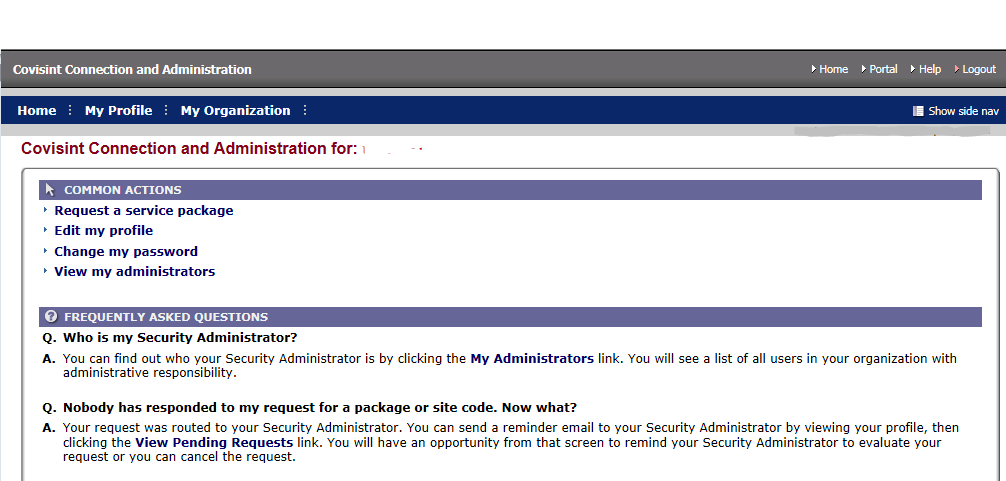 Covisint Connection and Administration
Home Portal Help Logout
Home My Profile My Organization
Show side nav
Covisint Connection and Administration for:
COMMON ACTIONS
Request a service package
Edit my profile
Change my password
View my administrators
FREQUENTLY ASKED QUESTIONS
Q. Who is my Security Administrator?
A. You can find out who your Security Administrator is by clicking the My Administrators link. You will see a list of all users in your organization with
administrative responsibility.
Q. Nobody has responded to my request for a package or site code. Now what?
A. Your request was routed to your Security Administrator. You can send a reminder email to your Security Administrator by viewing your profile, then
clicking the View Pending Requests link. You will have an opportunity from that screen to remind your Security Administrator to evaluate your
request or you can cancel the request.